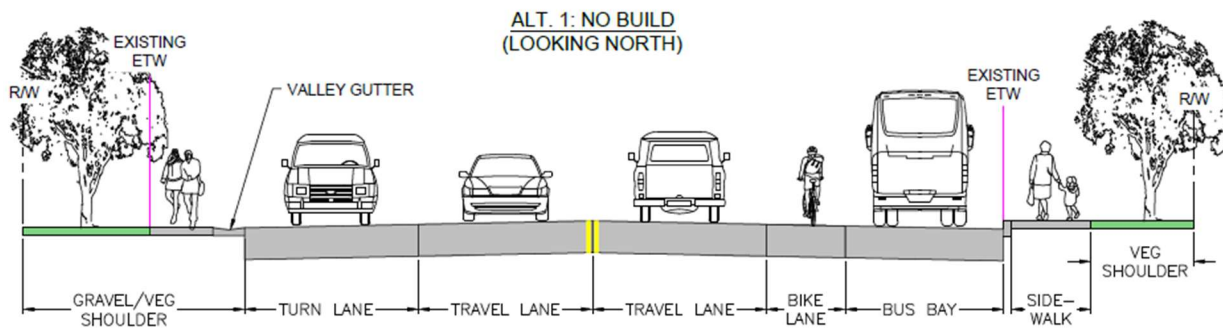 ALT. 1: NO BUILD
(LOOKING NORTH)
EXISTING
ETW
R/W
VALLEY GUTTER
EXISTING
ETW
R/W
GRAVEL/VEG
SHOULDER
TURN LANE
TRAVEL LANE
TRAVEL LANE
BIKE
LANE
BUS BAY
SIDE-
WALK
VEG
SHOULDER